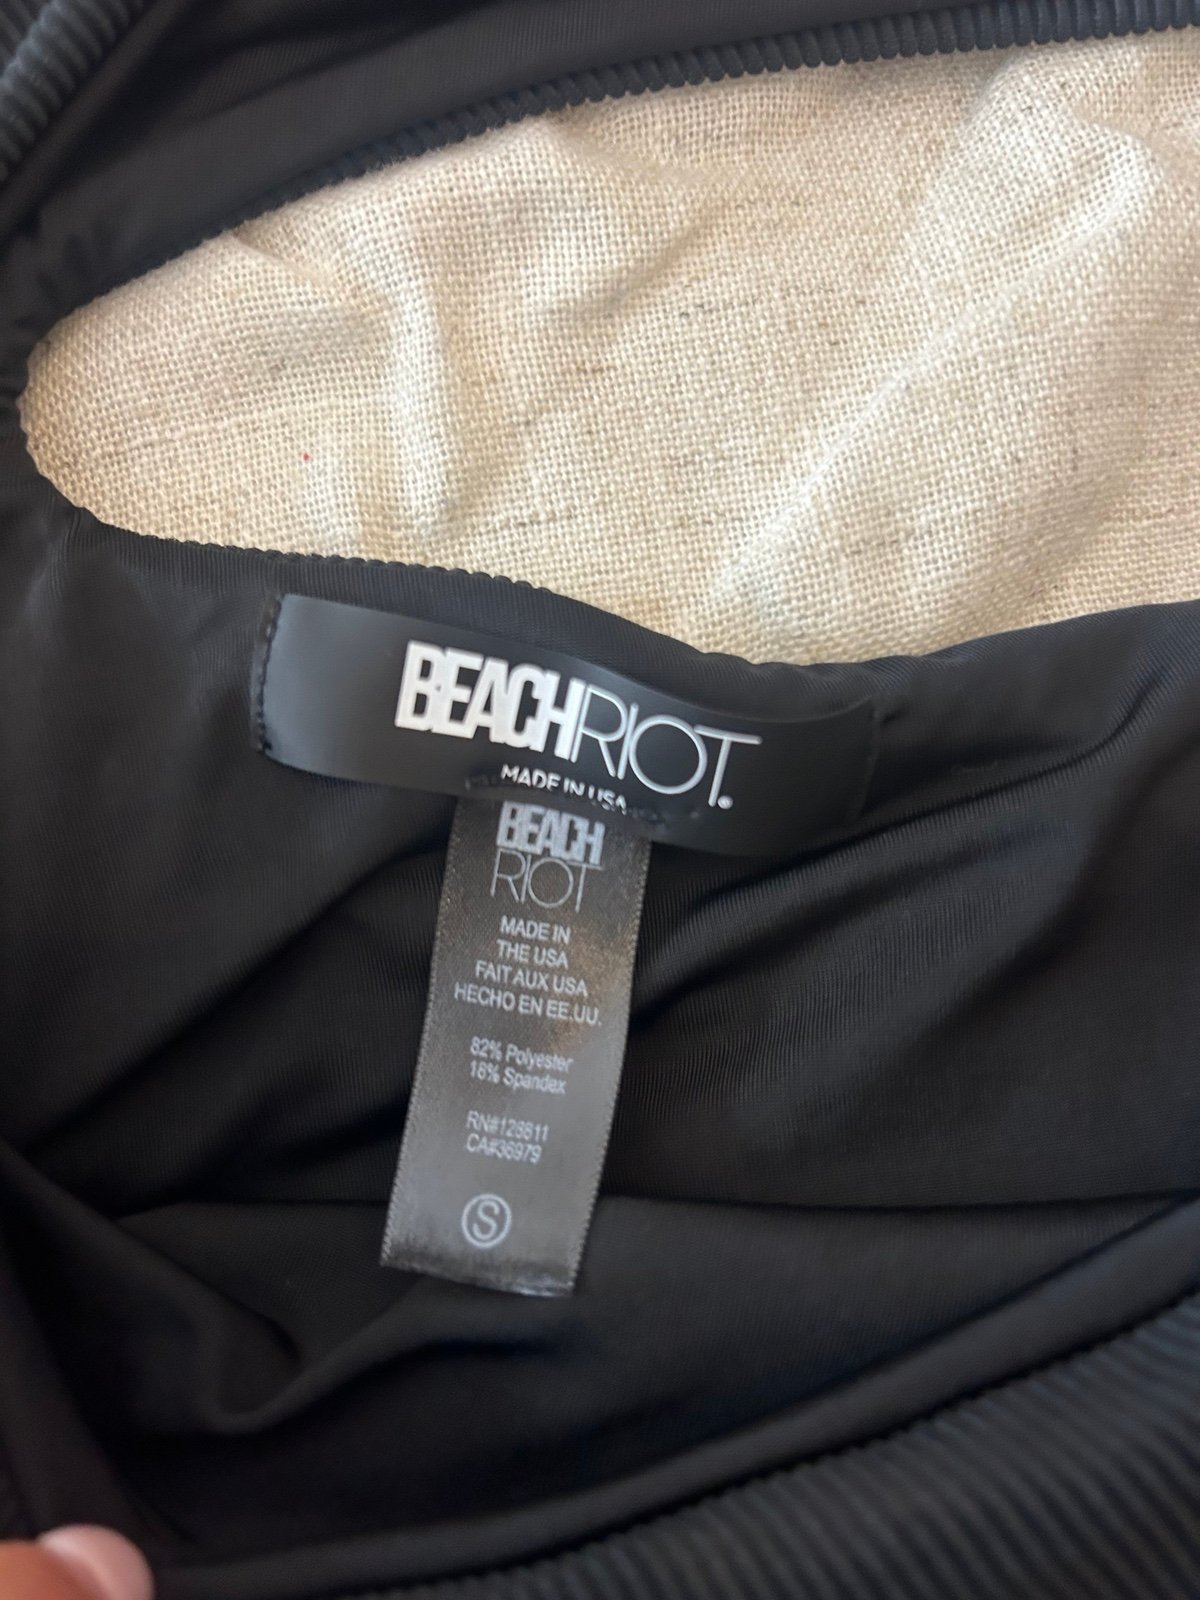 BEACHRIOT®
MADE IN USA
BEACH
RIOT
MADE IN
THE USA
FAIT AUX USA
HECHO EN EE.UU.
82% Polyester
18% Spandex
RN#128811
CA#36979
S